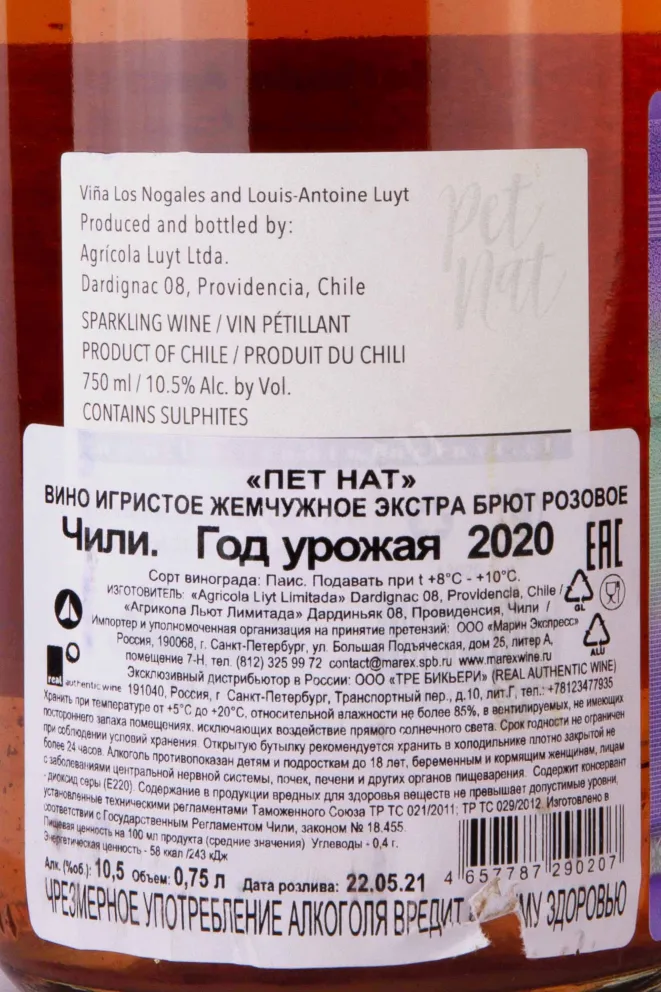 Viña Los Nogales and Louis-Antoine Luyt
Produced and bottled by:
Agrícola Luyt Ltda.
Dardignac 08, Providencia, Chile
Pet
Nat
SPARKLING WINE / VIN PÉTILLANT
PRODUCT OF CHILE / PRODUIT DU CHILI
750 ml / 10.5% Alc. by Vol.
CONTAINS SULPHITES
«ПЕТ НАТ»
ВИНО ИГРИСТОЕ ЖЕМЧУЖНОЕ ЭКСТРА БРЮТ РОЗОВОЕ
Чили. Год урожая 2020
EAC
Сорт винограда: Паис. Подавать при t +8°C - +10°C.
ИЗГОТОВИТЕЛЬ: «Agricola Liyt Limitada» Dardignac 08, Providencia, Chile /
«Агрикола Льют Лимитада» Дардиньяк 08, Провиденсия, Чили /
GL
Импортер и уполномоченная организация на принятие претензий: ООО «Марин Экспресс»
Россия, 190068, г. Санкт-Петербург, ул. Большая Подъяческая, дом 25, литер А,
помещение 7-Н, тел. (812) 325 99 72 contact@marex.spb.ru www.marexwine.ru
ALU
Эксклюзивный дистрибьютор в России: ООО «ТРЕ БИКЬЕРИ» (REAL AUTHENTIC WINE)
real authentic wine
191040, Россия, г Санкт-Петербург, Транспортный пер., д.10, лит.Г, тел.: +78123477935
Хранить при температуре от +5°C до +20°C, относительной влажности не более 85%, в вентилируемых, не имеющих
постороннего запаха помещениях, исключающих воздействие прямого солнечного света. Срок годности не ограничен
при соблюдении условий хранения. Открытую бутылку рекомендуется хранить в холодильнике плотно закрытой не
более 24 часов. Алкоголь противопоказан детям и подросткам до 18 лет, беременным и кормящим женщинам, лицам
с заболеваниями центральной нервной системы, почек, печени и других органов пищеварения. Содержит консервант
- диоксид серы (Е220). Содержание в продукции вредных для здоровья веществ не превышает допустимые уровни,
установленные техническими регламентами Таможенного Союза ТР ТС 021/2011; ТР ТС 029/2012. Изготовлено в
соответствии с Государственным Регламентом Чили, законом № 18.455.
Пищевая ценность на 100 мл продукта (средние значения) Углеводы - 0,4 г.
Энергетическая ценность - 58 ккал /243 кДж
Алк. (%об.): 10,5 Объем: 0,75 л Дата розлива: 22.05.21
4 657787 290207
ЧРЕЗМЕРНОЕ УПОТРЕБЛЕНИЕ АЛКОГОЛЯ ВРЕДИТ ЗДОРОВЬЮ